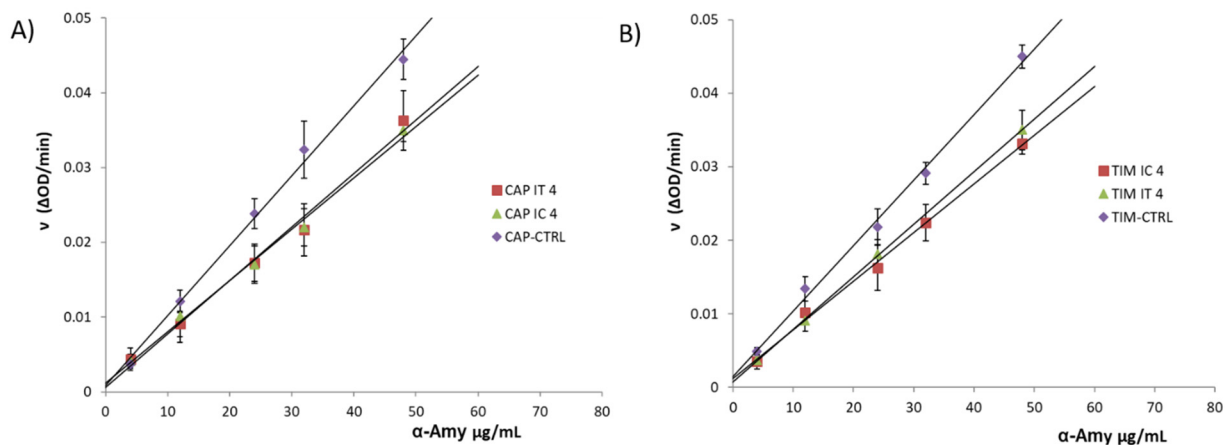 A)
v (ΔOD/min)
0.05
0.04
0.03
0.02
0.01
0
0 10 20 30 40 50 60 70 80
α-Amy µg/mL
CAP IT 4
CAP IC 4
CAP-CTRL
B)
v (ΔOD/min)
0.05
0.04
0.03
0.02
0.01
0
0 10 20 30 40 50 60 70 80
α-Amy µg/mL
TIM IC 4
TIM IT 4
TIM-CTRL